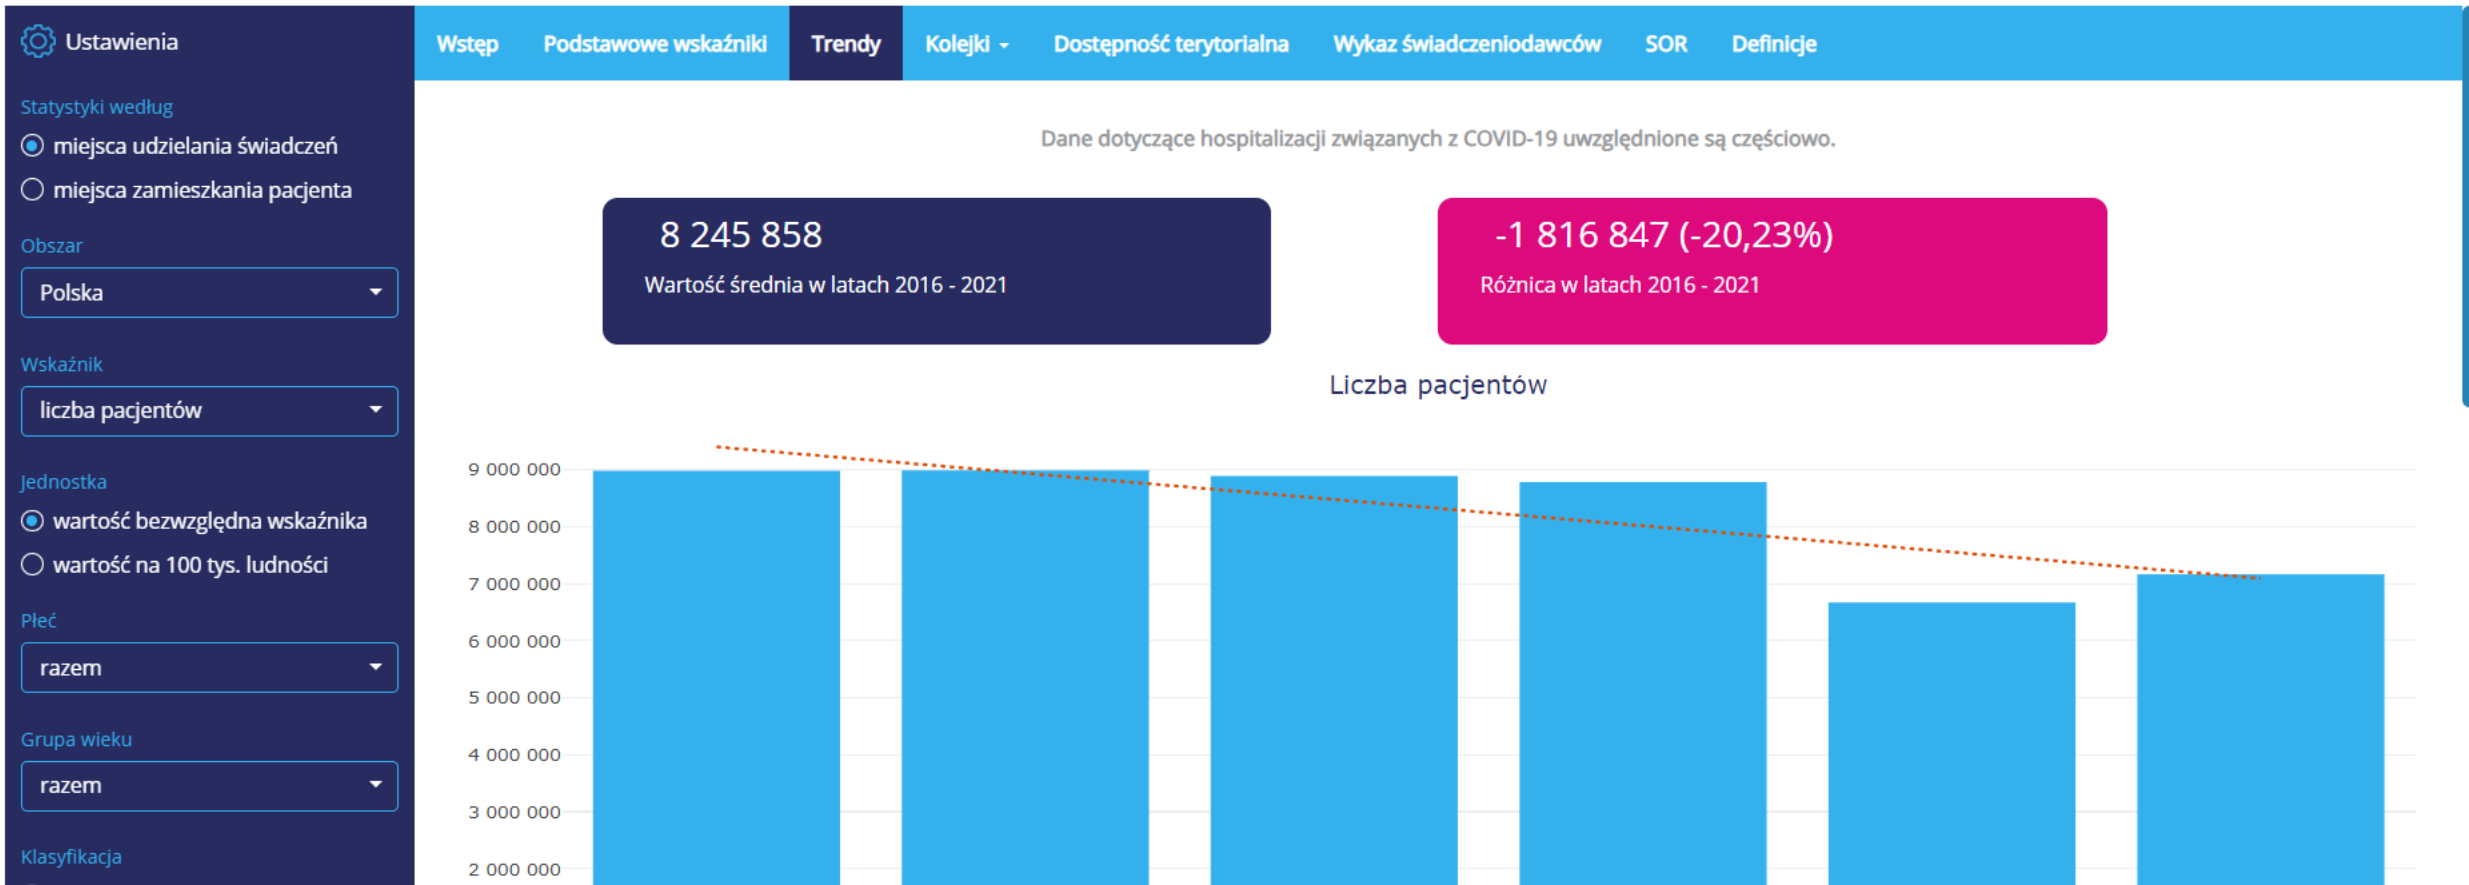 Ustawienia
Statystyki według
miejsca udzielania świadczeń
miejsca zamieszkania pacjenta
Obszar
Polska
Wskaźnik
liczba pacjentów
Jednostka
wartość bezwzględna wskaźnika
wartość na 100 tys. ludności
Płeć
razem
Grupa wieku
razem
Klasyfikacja
Wstęp Podstawowe wskaźniki Trendy Kolejki Dostępność terytorialna Wykaz świadczeniodawców SOR Definicje
Dane dotyczące hospitalizacji związanych z COVID-19 uwzględnione są częściowo.
8 245 858
Wartość średnia w latach 2016 - 2021
-1 816 847 (-20,23%)
Różnica w latach 2016 - 2021
Liczba pacjentów
9 000 000
8 000 000
7 000 000
6 000 000
5 000 000
4 000 000
3 000 000
2 000 000